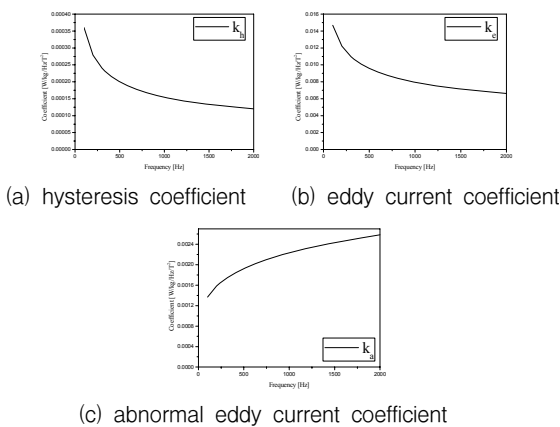 0.00040
0.00035
0.00030
0.00025
0.00020
0.00015
0.00010
0.00005
0.00000
Coefficient [W/kg/Hz/T²]
0 500 1000 1500 2000
Frequency [Hz]
k_h
0.016
0.014
0.012
0.010
0.008
0.006
0.004
0.002
0.000
Coefficient [W/kg/Hz/T²]
0 500 1000 1500 2000
Frequency [Hz]
k_e
(a) hysteresis coefficient (b) eddy current coefficient
0.0024
0.0020
0.0016
0.0012
0.0008
0.0004
0.0000
Coefficient [W/kg/Hz/T²]
0 500 1000 1500 2000
Frequency [Hz]
k_a
(c) abnormal eddy current coefficient